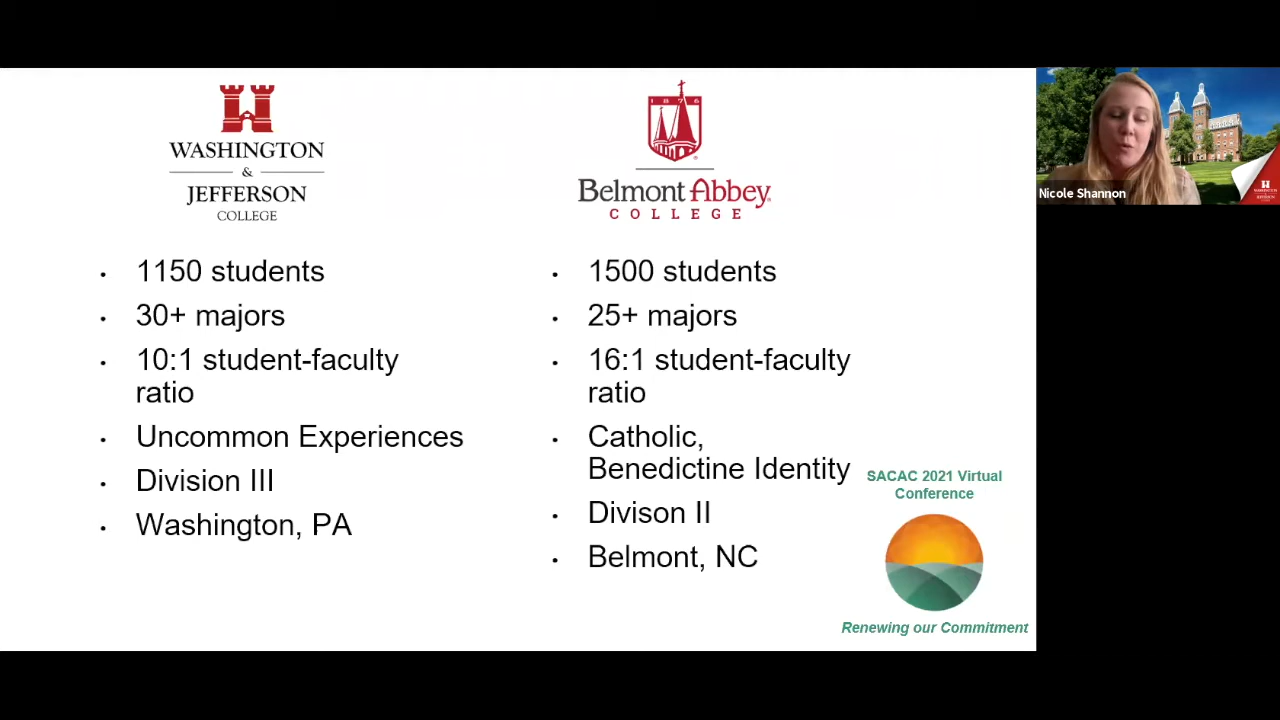 WASHINGTON
&
JEFFERSON
COLLEGE
• 1150 students
• 30+ majors
• 10:1 student-faculty
ratio
• Uncommon Experiences
• Division III
• Washington, PA
1876
Belmont Abbey
COLLEGE
• 1500 students
• 25+ majors
• 16:1 student-faculty
ratio
• Catholic,
Benedictine Identity
• Divison II
• Belmont, NC
SACAC 2021 Virtual
Conference
Renewing our Commitment
Nicole Shannon